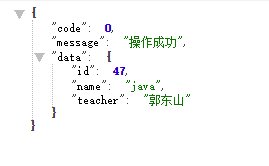 {
"code": 0,
"message": "操作成功",
"data": {
"id": 47,
"name": "java",
"teacher": "郭东山"
}
}